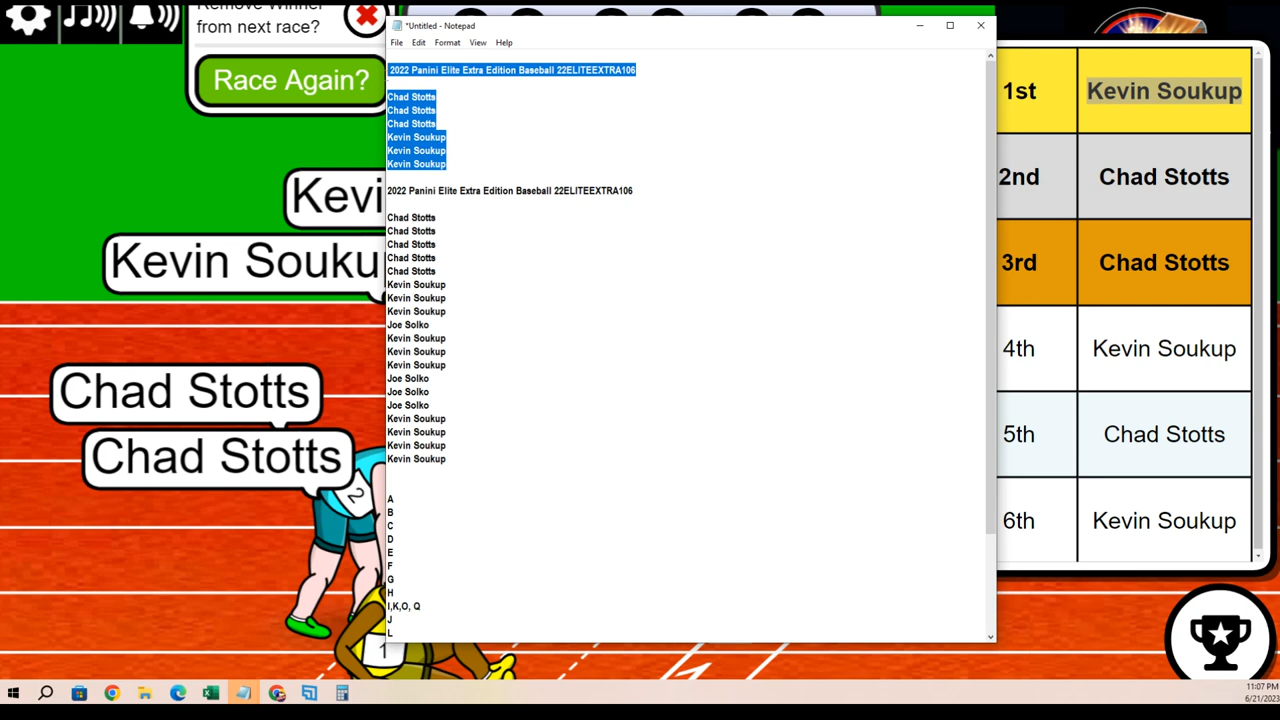 Remove Winner
from next race?
Race Again?
Kevi
Kevin Souku
Chad Stotts
Chad Stotts
2
1
*Untitled - Notepad
File Edit Format View Help
2022 Panini Elite Extra Edition Baseball 22ELITEEXTRA106
Chad Stotts
Chad Stotts
Chad Stotts
Kevin Soukup
Kevin Soukup
Kevin Soukup
2022 Panini Elite Extra Edition Baseball 22ELITEEXTRA106
Chad Stotts
Chad Stotts
Chad Stotts
Chad Stotts
Chad Stotts
Kevin Soukup
Kevin Soukup
Kevin Soukup
Joe Solko
Kevin Soukup
Kevin Soukup
Kevin Soukup
Joe Solko
Joe Solko
Joe Solko
Kevin Soukup
Kevin Soukup
Kevin Soukup
Kevin Soukup
A
B
C
D
E
F
G
H
I,K,O, Q
J
L
1st Kevin Soukup
2nd Chad Stotts
3rd Chad Stotts
4th Kevin Soukup
5th Chad Stotts
6th Kevin Soukup
11:07 PM
6/21/2023